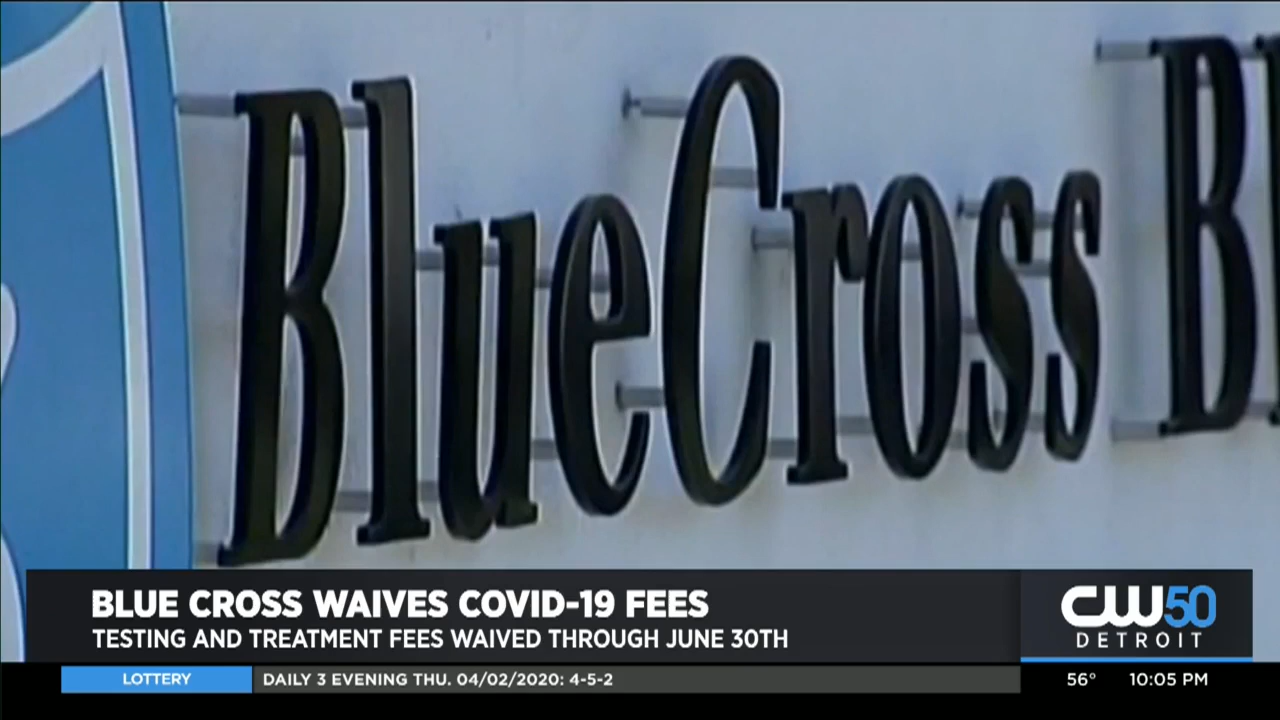 BlueCross Bl
BLUE CROSS WAIVES COVID-19 FEES
TESTING AND TREATMENT FEES WAIVED THROUGH JUNE 30TH
CW50
DETROIT
LOTTERY
DAILY 3 EVENING THU. 04/02/2020: 4-5-2
56° 10:05 PM